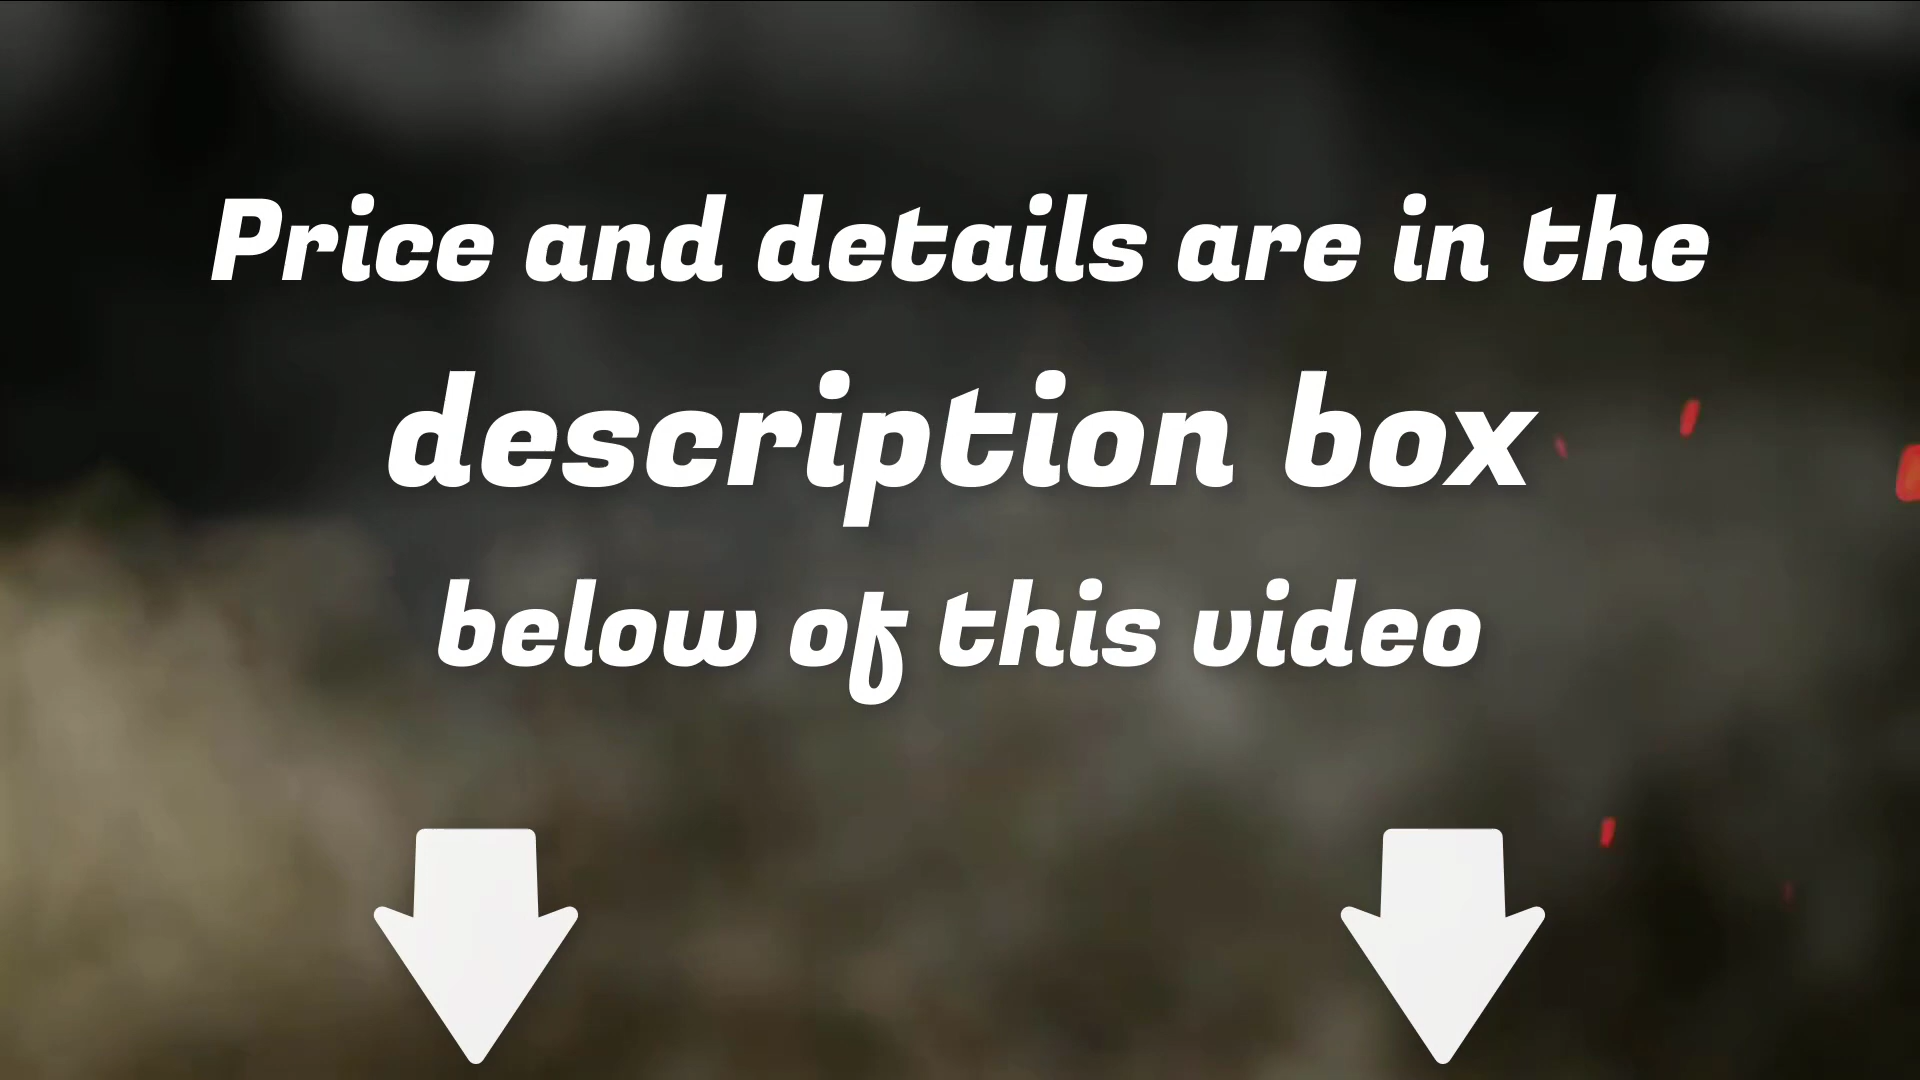 Price and details are in the
description box
below of this video